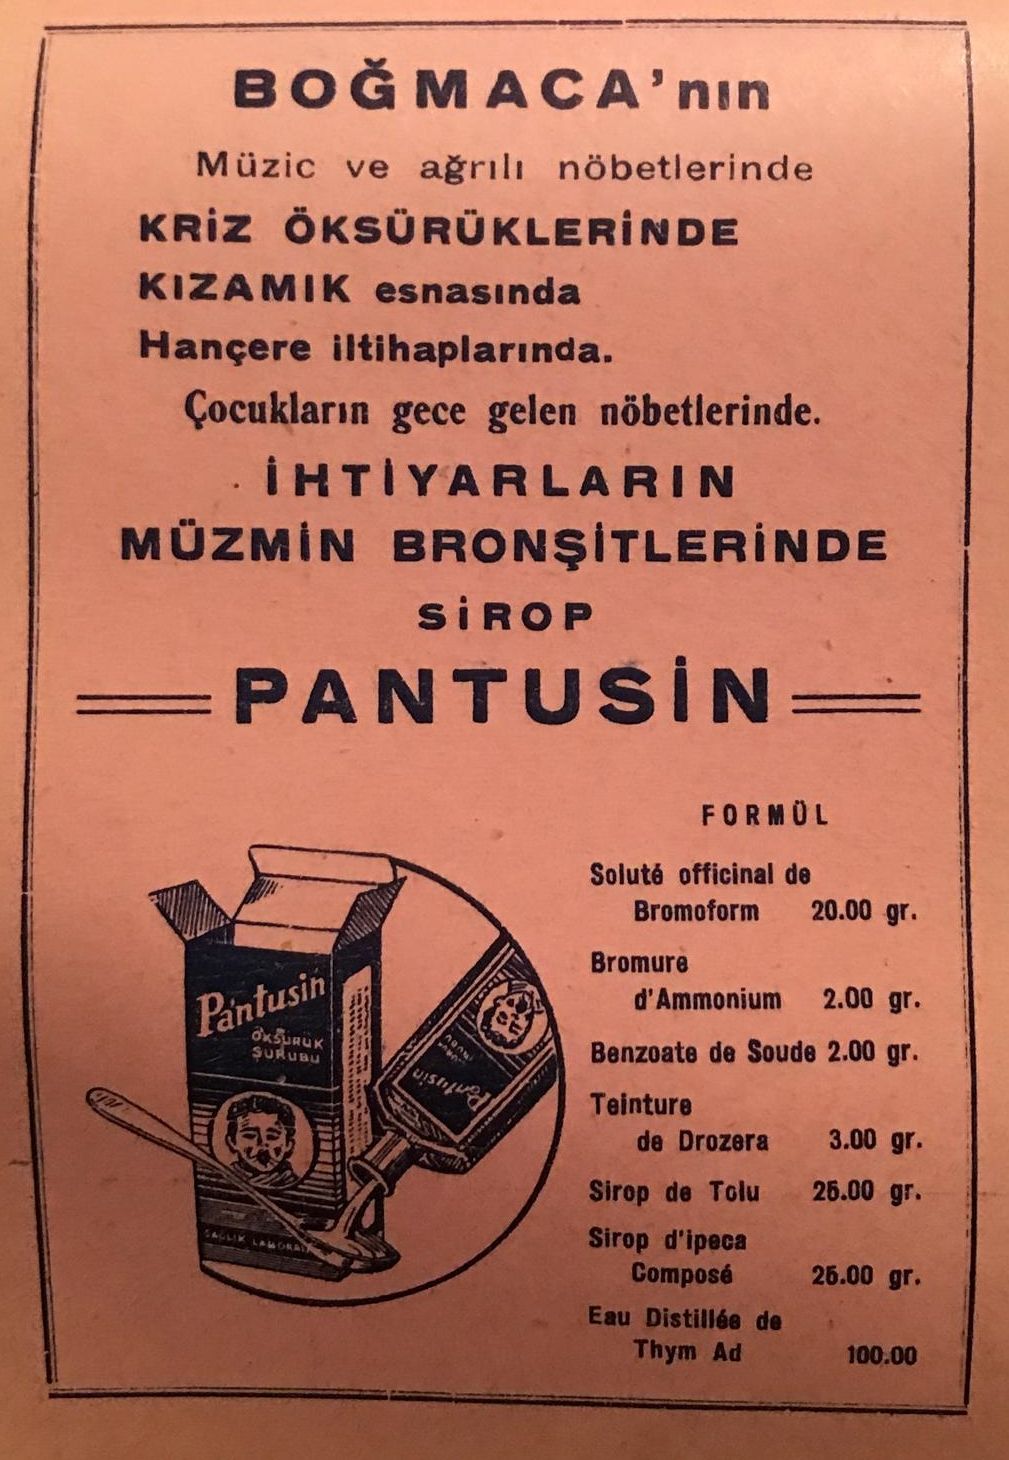 BOĞMACA'nın
Müzic ve ağrılı nöbetlerinde
KRİZ ÖKSÜRÜKLERİNDE
KIZAMIK esnasında
Hançere iltihaplarında.
Çocukların gece gelen nöbetlerinde.
İHTİYARLARIN
MÜZMİN BRONŞİTLERİNDE
SİROP
PANTUSİN
FORMÜL
Soluté officinal de
Bromoform 20.00 gr.
Bromure
d'Ammonium 2.00 gr.
Benzoate de Soude 2.00 gr.
Teinture
de Drozera 3.00 gr.
Sirop de Tolu 25.00 gr.
Sirop d'ipeca
Composé 25.00 gr.
Eau Distillée de
Thym Ad 100.00
Pantusin
ÖKSÜRÜK
ŞURUBU
SAĞLIK
Pantusin